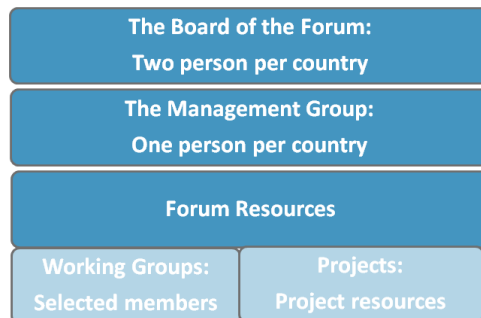 The Board of the Forum:
Two person per country
The Management Group:
One person per country
Forum Resources
Working Groups:
Selected members
Projects:
Project resources